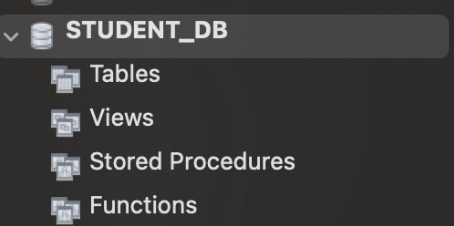 STUDENT_DB
Tables
Views
Stored Procedures
Functions